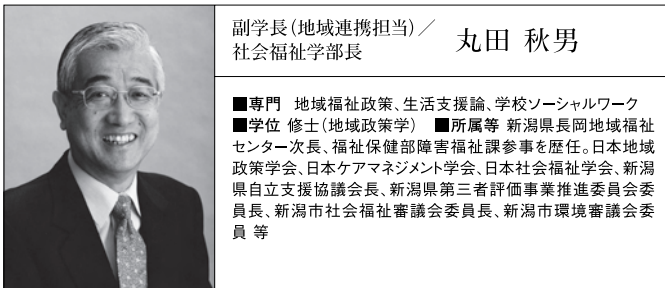 副学長（地域連携担当）／
社会福祉学部長
丸田 秋男
■専門 地域福祉政策、生活支援論、学校ソーシャルワーク
■学位 修士（地域政策学） ■所属等 新潟県長岡地域福祉
センター次長、福祉保健部障害福祉課参事を歴任。日本地域
政策学会、日本ケアマネジメント学会、日本社会福祉学会、新潟
県自立支援協議会長、新潟県第三者評価事業推進委員会委
員長、新潟市社会福祉審議会委員長、新潟市環境審議会委
員 等